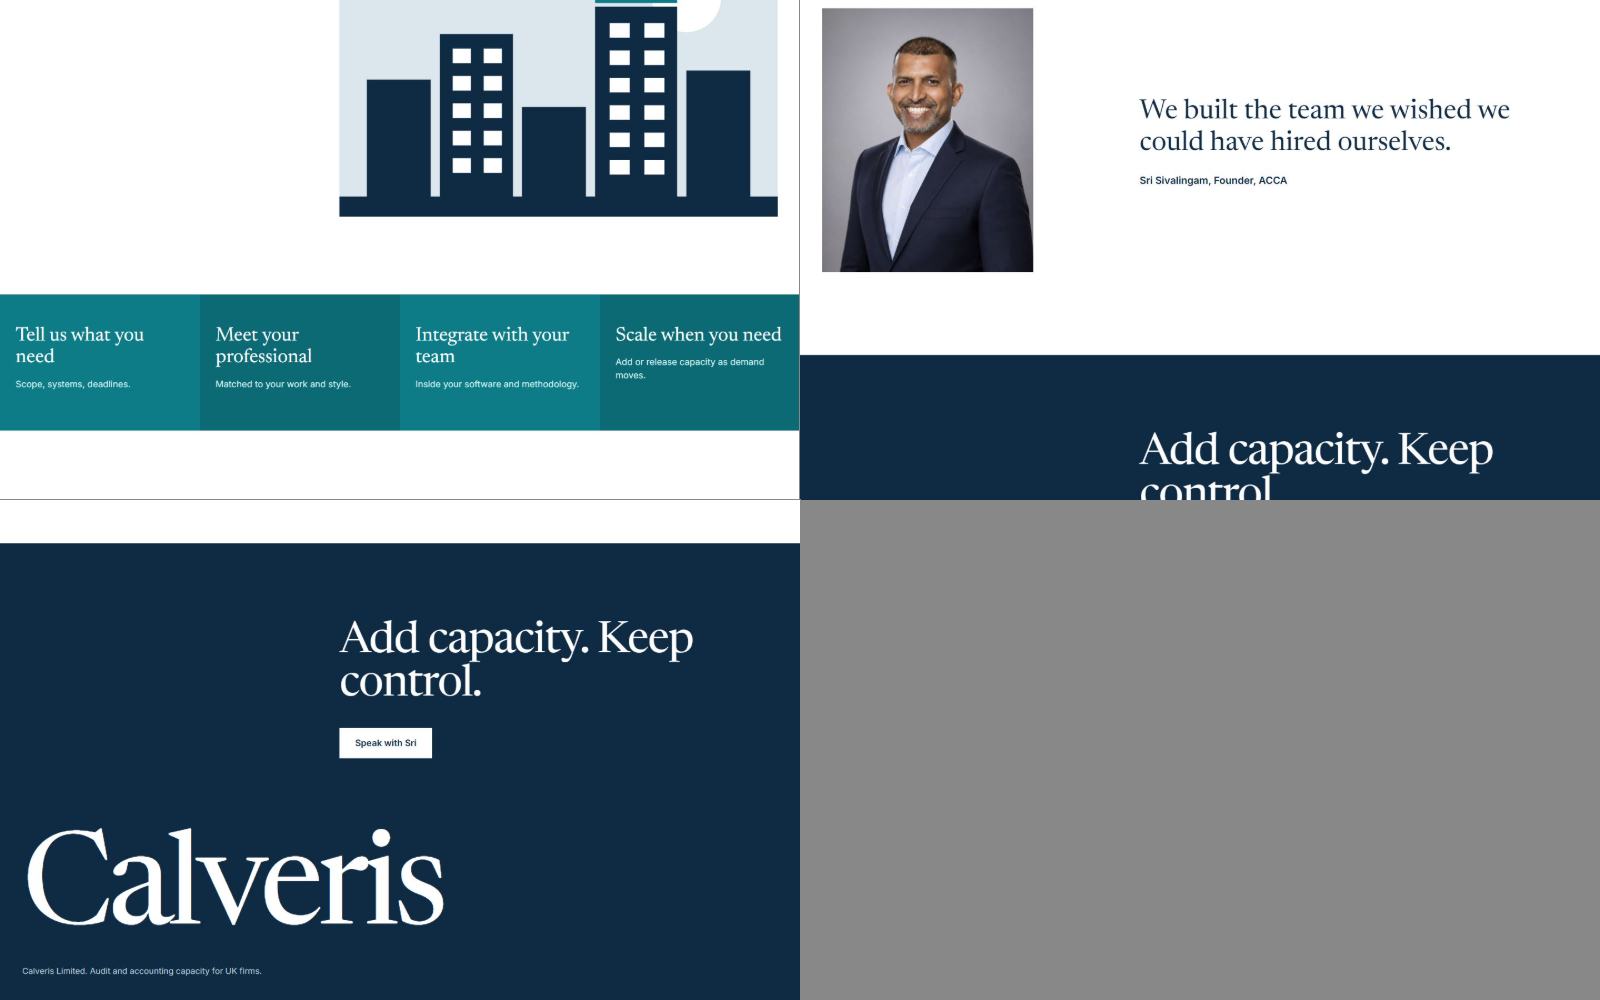 Tell us what you
need
Scope, systems, deadlines.
Meet your
professional
Matched to your work and style.
Integrate with your
team
Inside your software and methodology.
Scale when you need
Add or release capacity as demand
moves.
We built the team we wished we
could have hired ourselves.
Sri Sivalingam, Founder, ACCA
Add capacity. Keep
control
Add capacity. Keep
control.
Speak with Sri
Calveris
Calveris Limited. Audit and accounting capacity for UK firms.